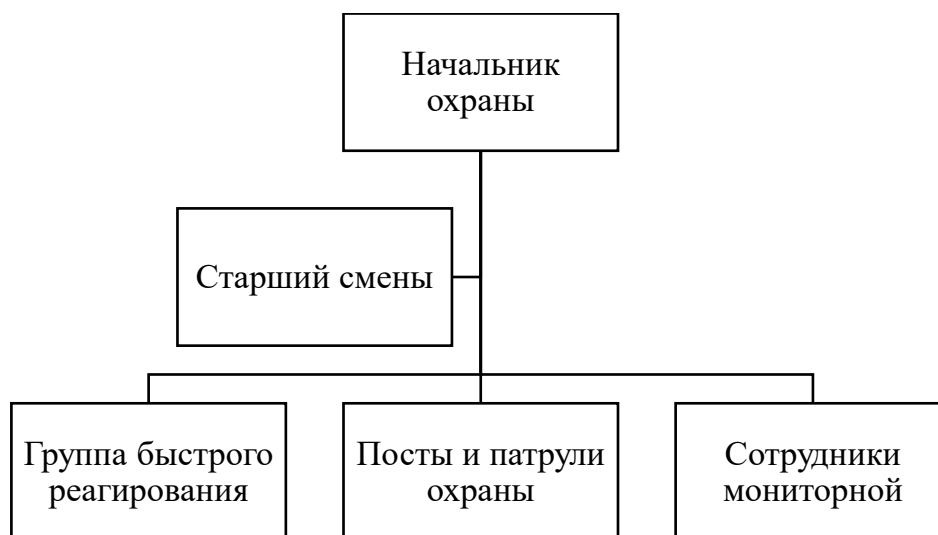 Начальник
охраны
Старший смены
Группа быстрого
реагирования
Посты и патрули
охраны
Сотрудники
мониторной